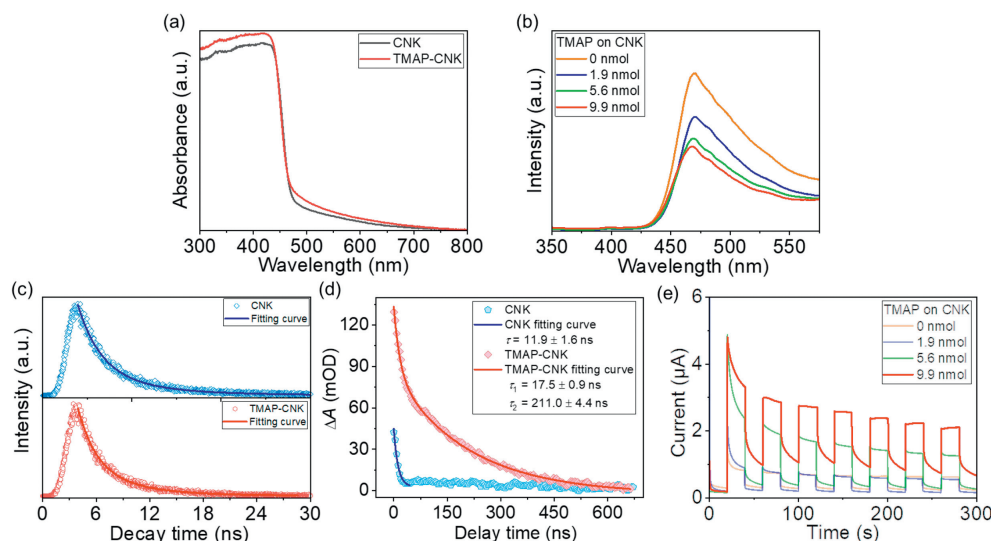 (a)
CNK
TMAP-CNK
Absorbance (a.u.)
300 400 500 600 700 800
Wavelength (nm)
(b)
TMAP on CNK
0 nmol
1.9 nmol
5.6 nmol
9.9 nmol
Intensity (a.u.)
350 400 450 500 550
Wavelength (nm)
(c)
CNK
Fitting curve
TMAP-CNK
Fitting curve
Intensity (a.u.)
0 6 12 18 24 30
Decay time (ns)
(d)
CNK
CNK fitting curve
τ = 11.9 ± 1.6 ns
TMAP-CNK
TMAP-CNK fitting curve
τ1 = 17.5 ± 0.9 ns
τ2 = 211.0 ± 4.4 ns
ΔA (mOD)
120
90
60
30
0
0 100 200 300 400 500 600
Delay time (ns)
(e)
TMAP on CNK
0 nmol
1.9 nmol
5.6 nmol
9.9 nmol
Current (μA)
6
4
2
0
0 50 100 150 200 250 300
Time (s)